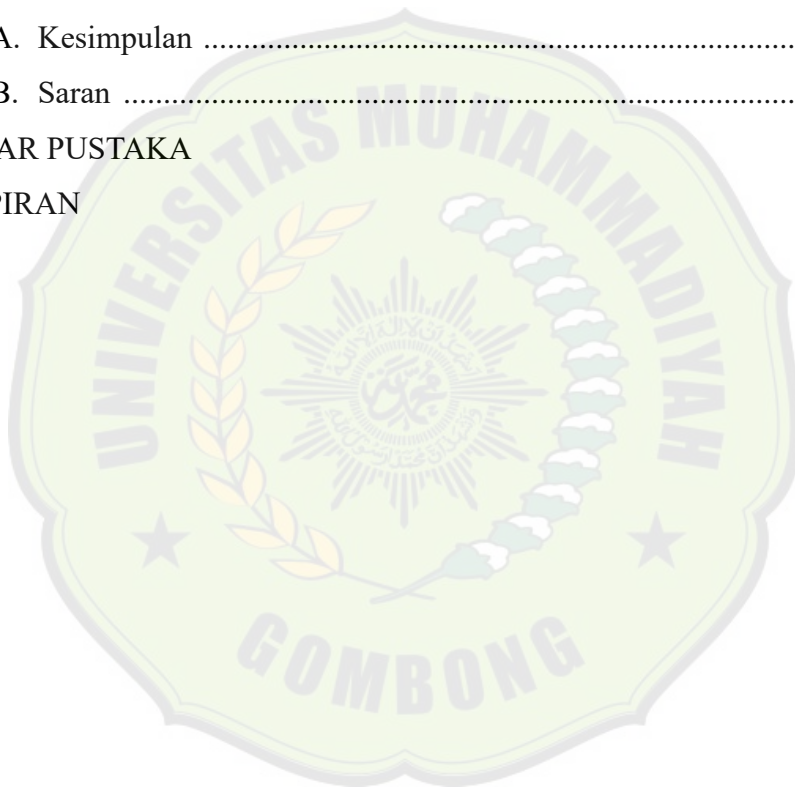 A. Kesimpulan ..........................................................................
B. Saran ....................................................................................
AR PUSTAKA
PIRAN
UNIVERSITAS MUHAMMADIYAH
GOMBONG